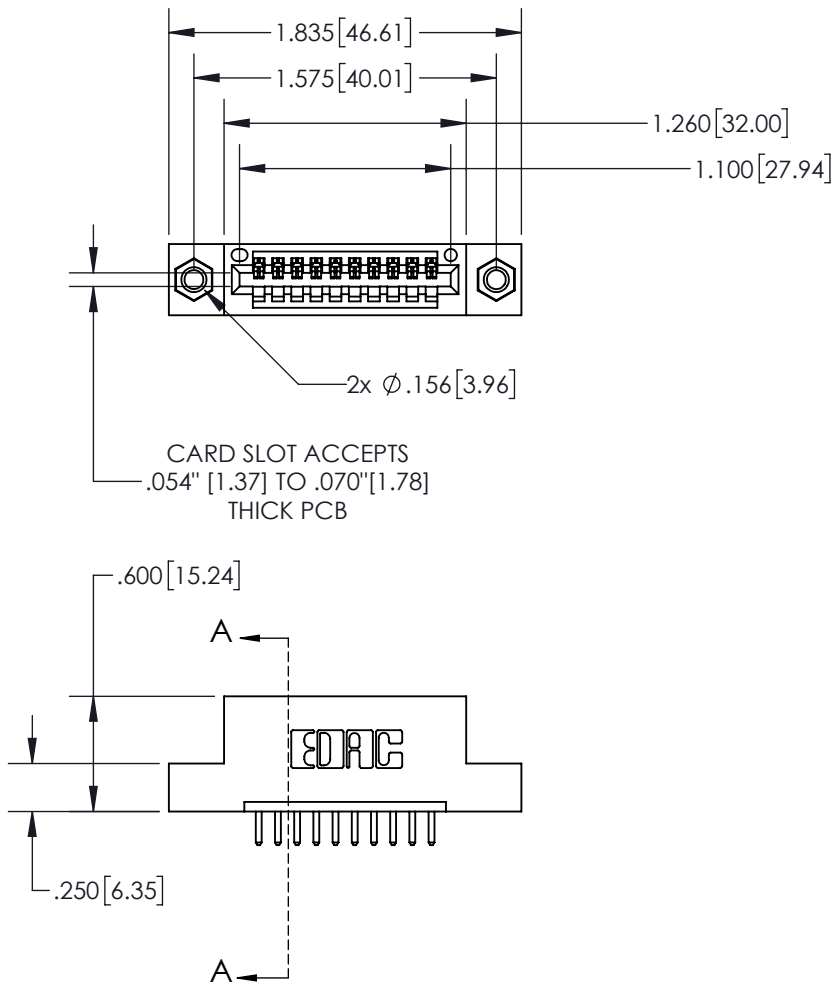 1.835[46.61]
1.575[40.01]
1.260[32.00]
1.100[27.94]
2x ⌀.156[3.96]
CARD SLOT ACCEPTS
.054" [1.37] TO .070"[1.78]
THICK PCB
.600[15.24]
A
EDAC
.250[6.35]
A